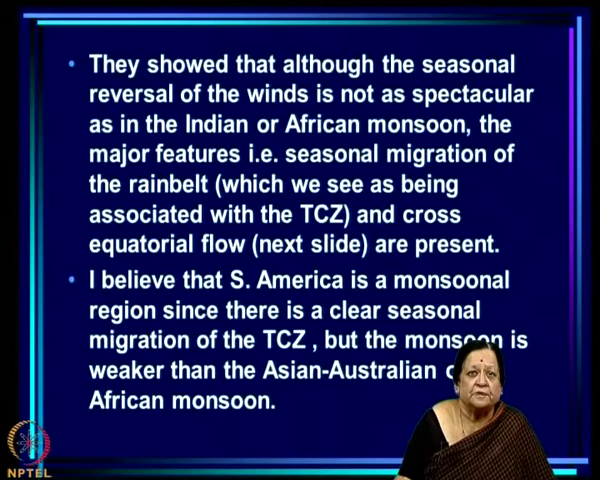 • They showed that although the seasonal
reversal of the winds is not as spectacular
as in the Indian or African monsoon, the
major features i.e. seasonal migration of
the rainbelt (which we see as being
associated with the TCZ) and cross
equatorial flow (next slide) are present.
• I believe that S. America is a monsoonal
region since there is a clear seasonal
migration of the TCZ , but the monsoon is
weaker than the Asian-Australian
African monsoon.
NPTEL